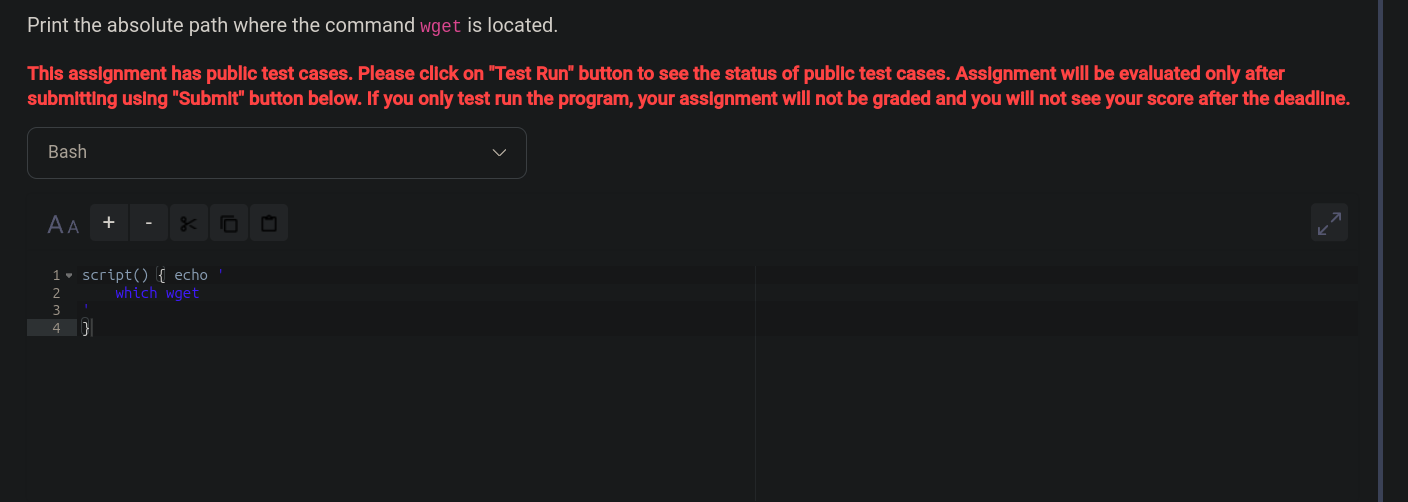 Print the absolute path where the command wget is located.
This assignment has public test cases. Please click on "Test Run" button to see the status of public test cases. Assignment will be evaluated only after
submitting using "Submit" button below. If you only test run the program, your assignment will not be graded and you will not see your score after the deadline.
Bash
A A + -
1 script() { echo '
2 which wget
3 '
4 }